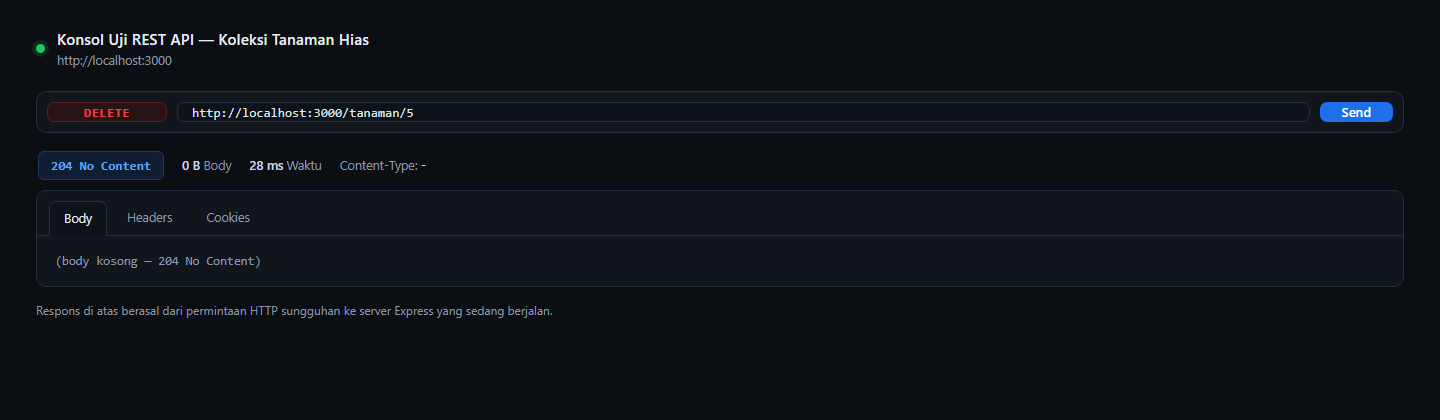 Konsol Uji REST API — Koleksi Tanaman Hias
http://localhost:3000
DELETE http://localhost:3000/tanaman/5 Send
204 No Content 0 B Body 28 ms Waktu Content-Type: -
Body Headers Cookies
(body kosong — 204 No Content)
Respons di atas berasal dari permintaan HTTP sungguhan ke server Express yang sedang berjalan.